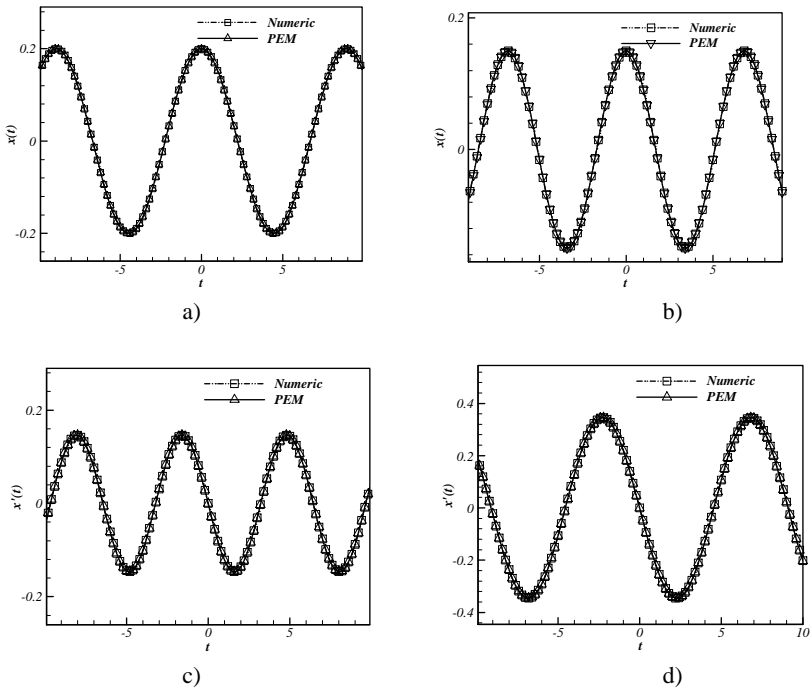 Numeric
PEM
0.2
0
-0.2
x(t)
-5
0
5
t
a)
Numeric
PEM
0.2
0
x(t)
-5
0
5
t
b)
Numeric
PEM
0.2
0
-0.2
x'(t)
-5
0
5
t
c)
Numeric
PEM
0.4
0.2
0
-0.2
-0.4
x'(t)
-5
0
5
10
t
d)